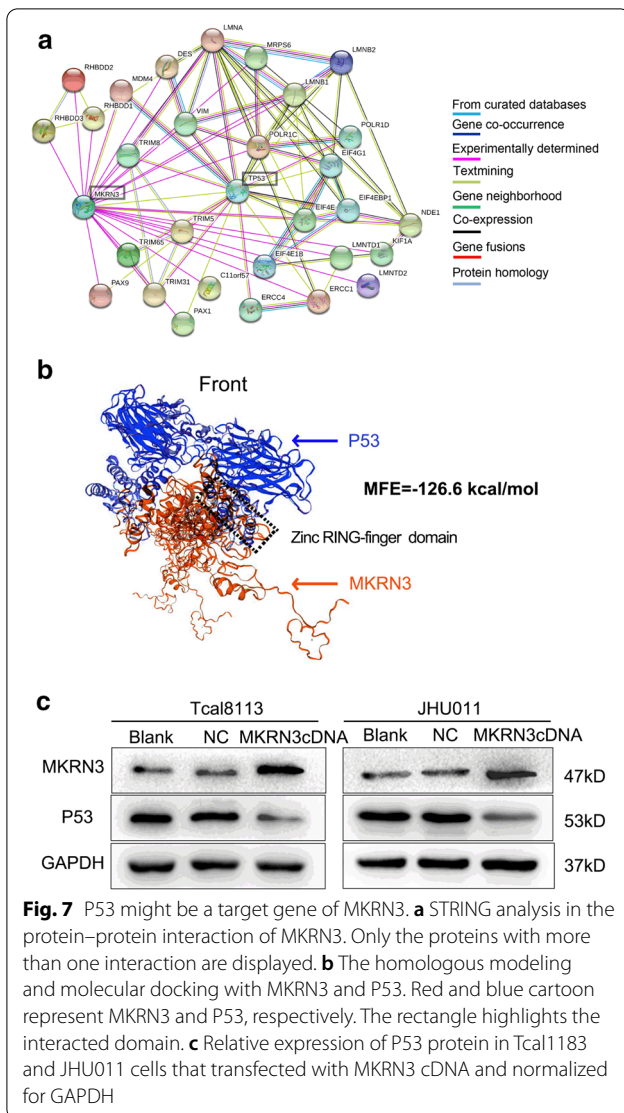 a
LMNA
DES
MRPS6
LMNB2
RHBDD2
MDM4
LMNB1
RHBDD1
VIM
RHBDD3
POLR1C
POLR1D
TRIM8
EIF4G1
MKRN3
TP53
EIF4E
EIF4EBP1
NDE1
TRIM5
TRIM65
EIF4E1B
LMNTD1
KIF1A
C11orf57
LMNTD2
PAX9
TRIM31
ERCC4
ERCC1
PAX1
From curated databases
Gene co-occurrence
Experimentally determined
Textmining
Gene neighborhood
Co-expression
Gene fusions
Protein homology
b
Front
P53
MFE=-126.6 kcal/mol
Zinc RING-finger domain
MKRN3
c
Tcal8113 JHU011
Blank NC MKRN3cDNA Blank NC MKRN3cDNA
MKRN3 47kD
P53 53kD
GAPDH 37kD
Fig. 7 P53 might be a target gene of MKRN3. a STRING analysis in the
protein–protein interaction of MKRN3. Only the proteins with more
than one interaction are displayed. b The homologous modeling
and molecular docking with MKRN3 and P53. Red and blue cartoon
represent MKRN3 and P53, respectively. The rectangle highlights the
interacted domain. c Relative expression of P53 protein in Tcal1183
and JHU011 cells that transfected with MKRN3 cDNA and normalized
for GAPDH